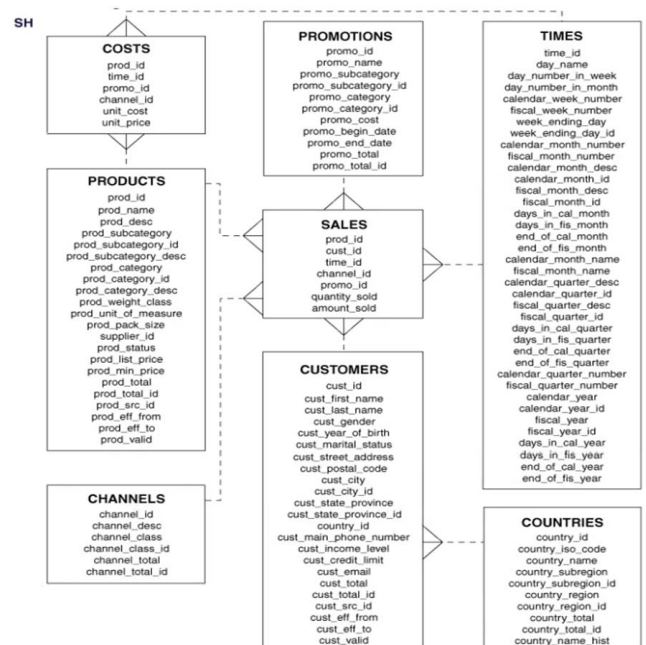 SH
COSTS
prod_id
time_id
promo_id
channel_id
unit_cost
unit_price
PROMOTIONS
promo_id
promo_name
promo_subcategory
promo_subcategory_id
promo_category
promo_category_id
promo_cost
promo_begin_date
promo_end_date
promo_total
promo_total_id
TIMES
time_id
day_name
day_number_in_week
day_number_in_month
calendar_week_number
fiscal_week_number
week_ending_day
week_ending_day_id
calendar_month_number
fiscal_month_number
calendar_month_desc
calendar_month_id
fiscal_month_desc
fiscal_month_id
days_in_cal_month
days_in_fis_month
end_of_cal_month
end_of_fis_month
calendar_month_name
fiscal_month_name
calendar_quarter_desc
calendar_quarter_id
fiscal_quarter_desc
fiscal_quarter_id
days_in_cal_quarter
days_in_fis_quarter
end_of_cal_quarter
end_of_fis_quarter
calendar_quarter_number
fiscal_quarter_number
calendar_year
calendar_year_id
fiscal_year
fiscal_year_id
days_in_cal_year
days_in_fis_year
end_of_cal_year
end_of_fis_year
PRODUCTS
prod_id
prod_name
prod_desc
prod_subcategory
prod_subcategory_id
prod_subcategory_desc
prod_category
prod_category_id
prod_category_desc
prod_weight_class
prod_unit_of_measure
prod_pack_size
supplier_id
prod_status
prod_list_price
prod_min_price
prod_total
prod_total_id
prod_src_id
prod_eff_from
prod_eff_to
prod_valid
SALES
prod_id
cust_id
time_id
channel_id
promo_id
quantity_sold
amount_sold
CUSTOMERS
cust_id
cust_first_name
cust_last_name
cust_gender
cust_year_of_birth
cust_marital_status
cust_street_address
cust_postal_code
cust_city
cust_city_id
cust_state_province
cust_state_province_id
country_id
cust_main_phone_number
cust_income_level
cust_credit_limit
cust_email
cust_total
cust_total_id
cust_src_id
cust_eff_from
cust_eff_to
cust_valid
CHANNELS
channel_id
channel_desc
channel_class
channel_class_id
channel_total
channel_total_id
COUNTRIES
country_id
country_iso_code
country_name
country_subregion
country_subregion_id
country_region
country_region_id
country_total
country_total_id
country_name_hist